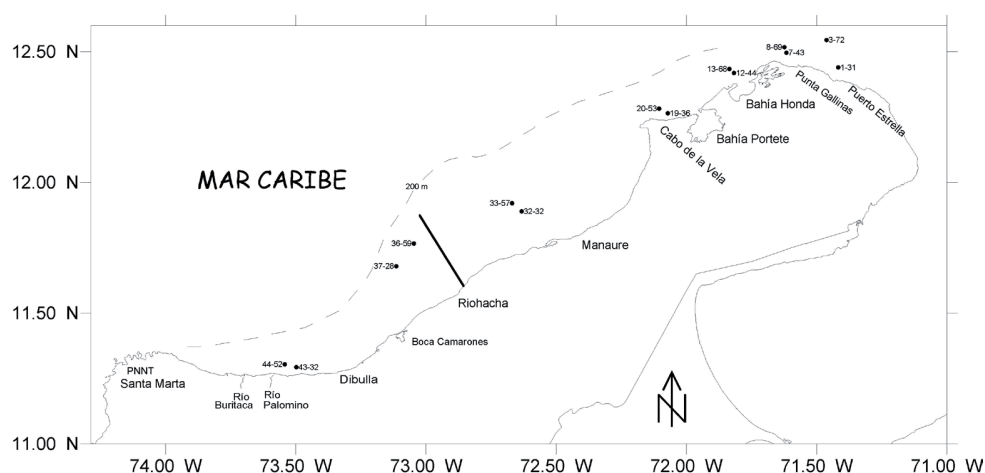 12.50 N
12.00 N
11.50 N
11.00 N
3-72
8-69
7-43
1-31
13-68
12-44
Punta Gallinas
Puerto Estrella
Bahía Honda
20-53
19-36
Bahía Portete
Cabo de la Vela
MAR CARIBE
200 m
33-57
32-32
36-59
Manaure
37-28
Riohacha
Boca Camarones
44-52
43-32
Dibulla
PNNT
Santa Marta
Río
Buritaca
Río
Palomino
N
74.00 W
73.50 W
73.00 W
72.50 W
72.00 W
71.50 W
71.00 W